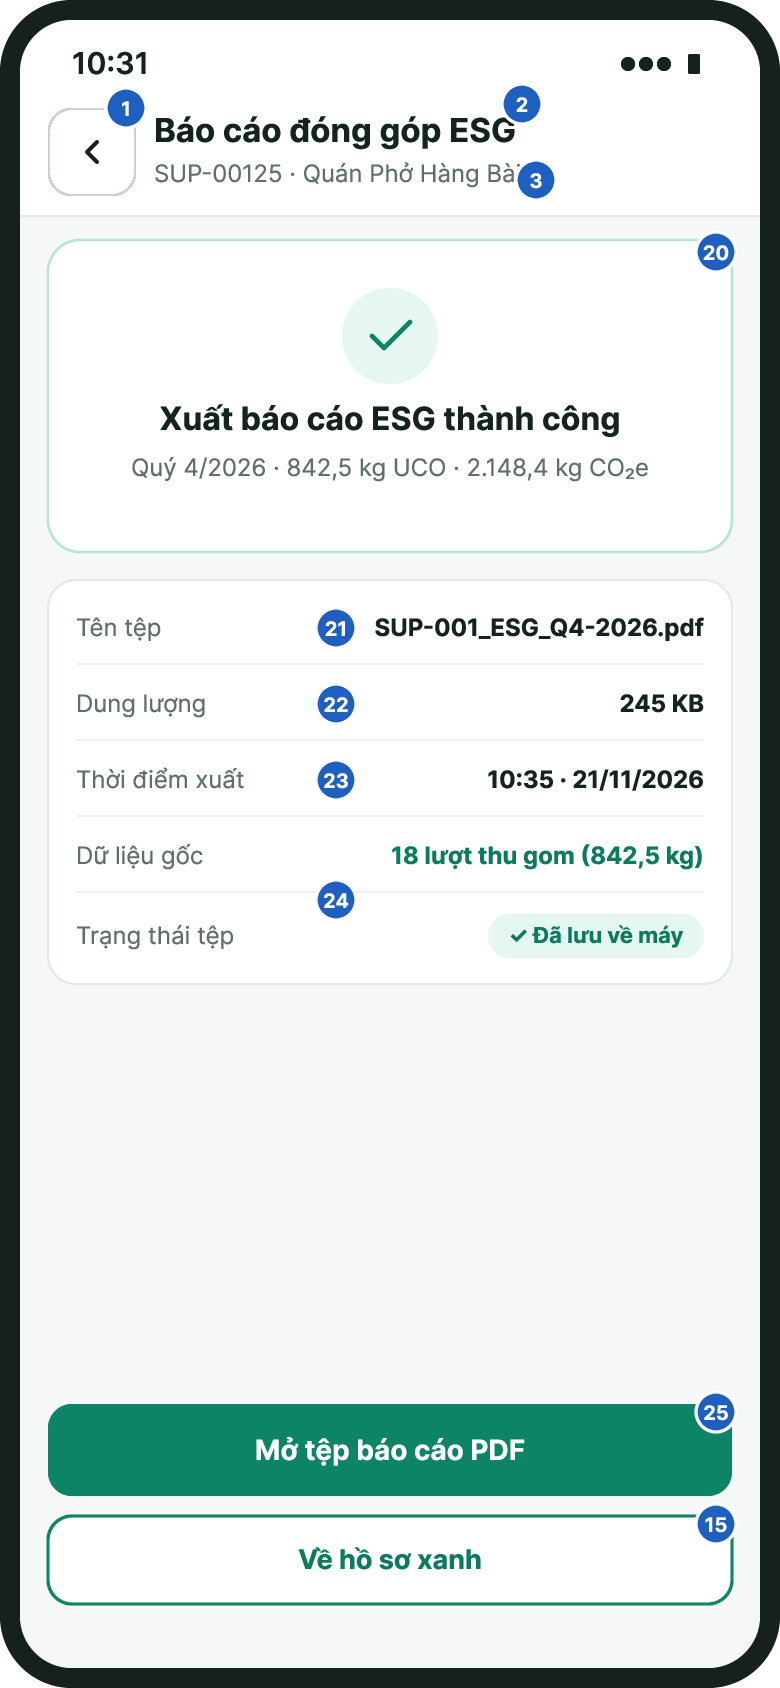 10:31
1
Báo cáo đóng góp ESG
2
SUP-00125 · Quán Phở Hàng
3
20
Xuất báo cáo ESG thành công
Quý 4/2026 · 842,5 kg UCO · 2.148,4 kg CO₂e
Tên tệp 21 SUP-001_ESG_Q4-2026.pdf
Dung lượng 22 245 KB
Thời điểm xuất 23 10:35 · 21/11/2026
Dữ liệu gốc 18 lượt thu gom (842,5 kg)
24
Trạng thái tệp ✓ Đã lưu về máy
25
Mở tệp báo cáo PDF
15
Về hồ sơ xanh